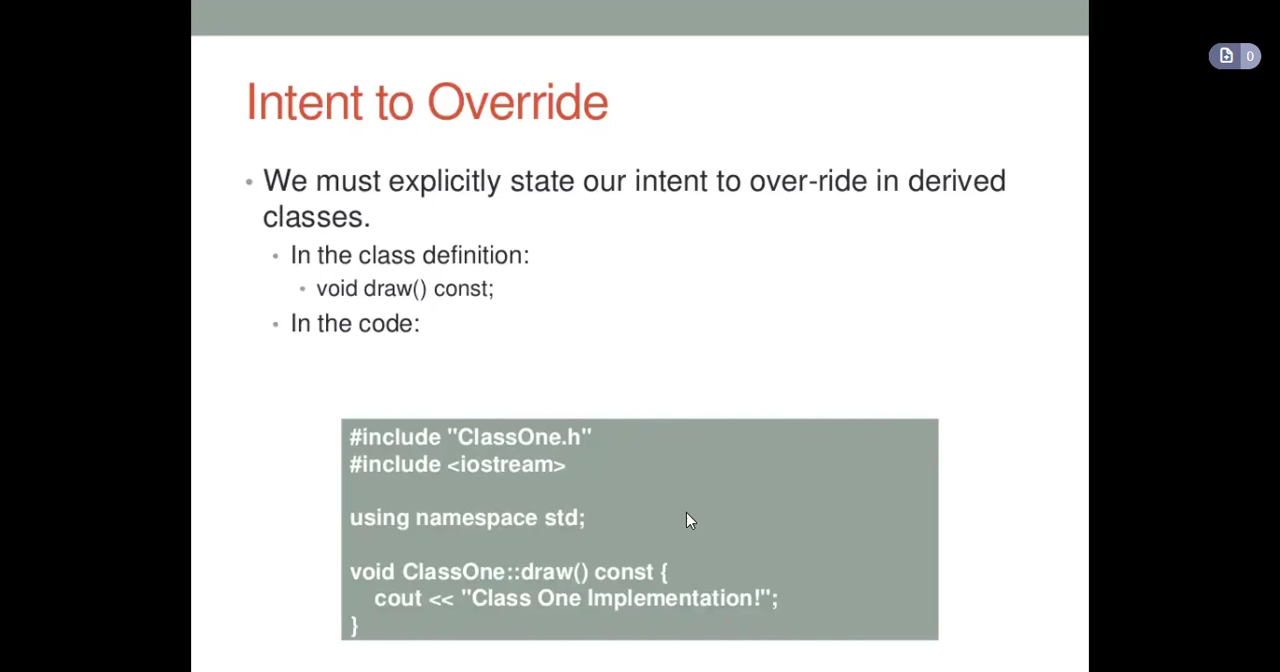 0
Intent to Override
• We must explicitly state our intent to over-ride in derived
classes.
• In the class definition:
• void draw() const;
• In the code:
#include "ClassOne.h"
#include <iostream>
using namespace std;
void ClassOne::draw() const {
cout << "Class One Implementation!";
}